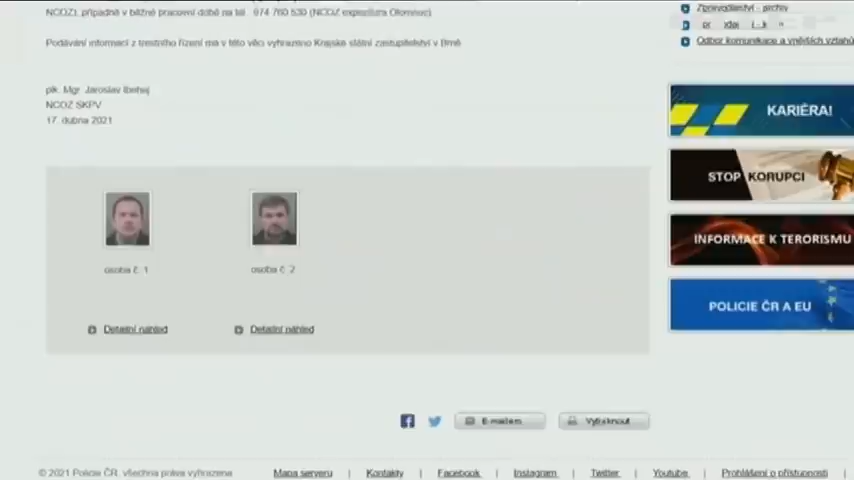 NCOZ), případně v běžné pracovní době na tel.: 974 760 530 (NCOZ expozitura Olomouc)
Podávání informací z trestního řízení má v této věci vyhrazeno Krajské státní zastupitelství v Brně.
plk. Mgr. Jaroslav Ibehej
NCOZ SKPV
17. dubna 2021
osoba č. 1
osoba č. 2
Detailní náhled
Detailní náhled
Zpravodajství - archiv
Odbor komunikace a vnějších vztahů
KARIÉRA!
STOP KORUPCI
INFORMACE K TERORISMU
POLICIE ČR A EU
E-mailem
Vytisknout
© 2021 Policie ČR, všechna práva vyhrazena
Mapa serveru | Kontakty | Facebook | Instagram | Twitter | Youtube | Prohlášení o přístupnosti |